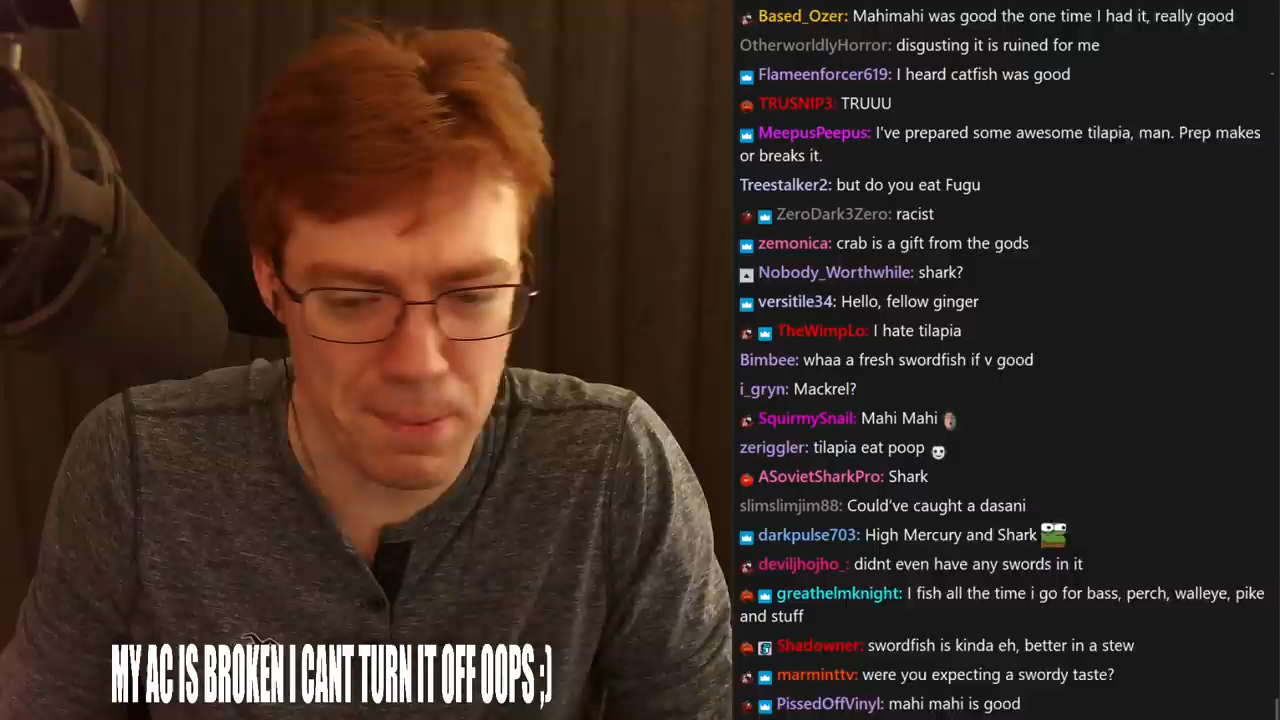 Based_Ozer: Mahimahi was good the one time I had it, really good
OtherworldlyHorror: disgusting it is ruined for me
Flameenforcer619: I heard catfish was good
TRUSNIP3: TRUUU
MeepusPeepus: I've prepared some awesome tilapia, man. Prep makes
or breaks it.
Treestalker2: but do you eat Fugu
ZeroDark3Zero: racist
zemonica: crab is a gift from the gods
Nobody_Worthwhile: shark?
versitile34: Hello, fellow ginger
TheWimpLo: I hate tilapia
Bimbee: whaa a fresh swordfish if v good
i_gryn: Mackrel?
SquirmySnail: Mahi Mahi
zeriggler: tilapia eat poop
ASovietSharkPro: Shark
slimslimjim88: Could've caught a dasani
darkpulse703: High Mercury and Shark
deviljhojho_: didnt even have any swords in it
greathelmknight: I fish all the time i go for bass, perch, walleye, pike
and stuff
Shadowner: swordfish is kinda eh, better in a stew
marminttv: were you expecting a swordy taste?
PissedOffVinyl: mahi mahi is good
MY AC IS BROKEN I CANT TURN IT OFF OOPS ;)